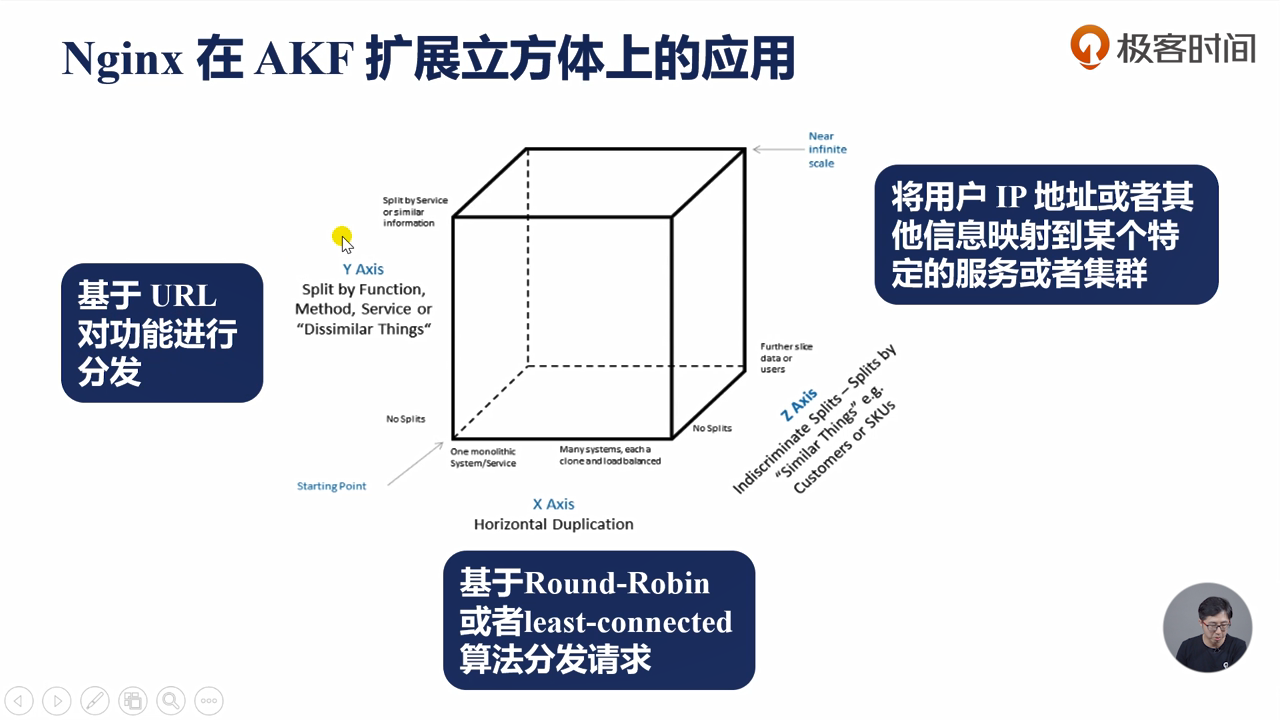 Nginx 在 AKF 扩展立方体上的应用
极客时间
Near
infinite
scale
将用户 IP 地址或者其
他信息映射到某个特
定的服务或者集群
Split by Service
or similar
information
Y Axis
Split by Function,
Method, Service or
“Dissimilar Things“
基于 URL
对功能进行
分发
Further slice
data or
users
Z Axis
Indiscriminate Splits – Splits by
“Similar Things” e.g.
Customers or SKUs
No Splits
No Splits
One monolithic
System/Service
Many systems, each a
clone and load balanced
Starting Point
X Axis
Horizontal Duplication
基于Round-Robin
或者least-connected
算法分发请求